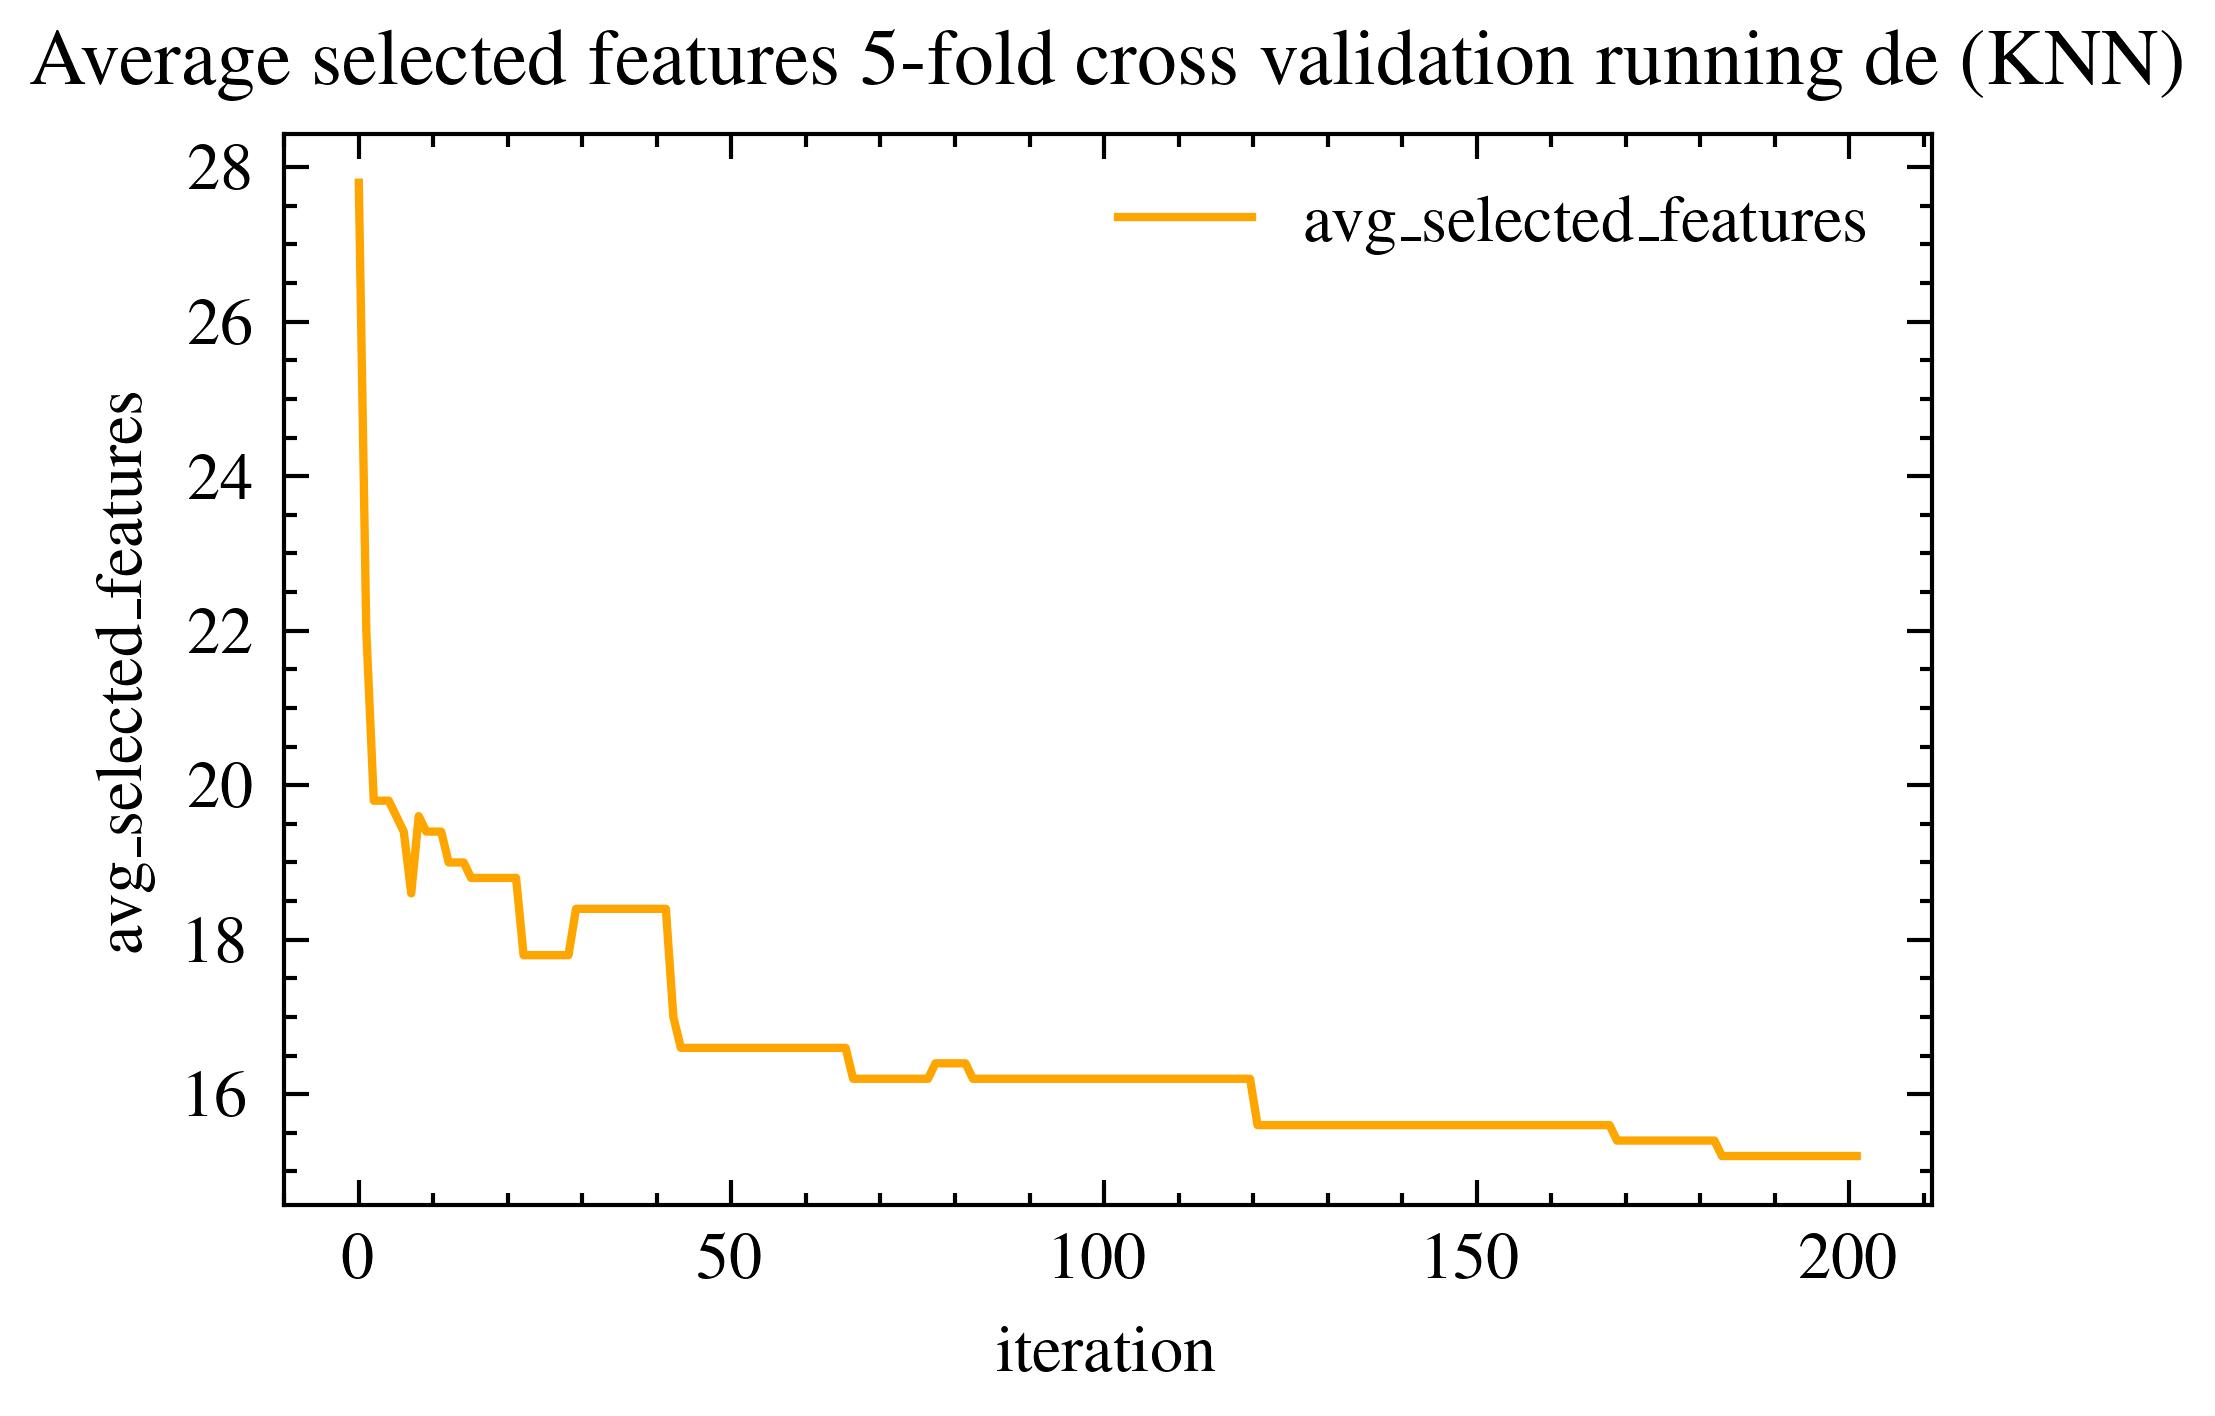 Average selected features 5-fold cross validation running de (KNN)
avg_selected_features
28
26
24
22
20
18
16
avg_selected_features
0 50 100 150 200
iteration